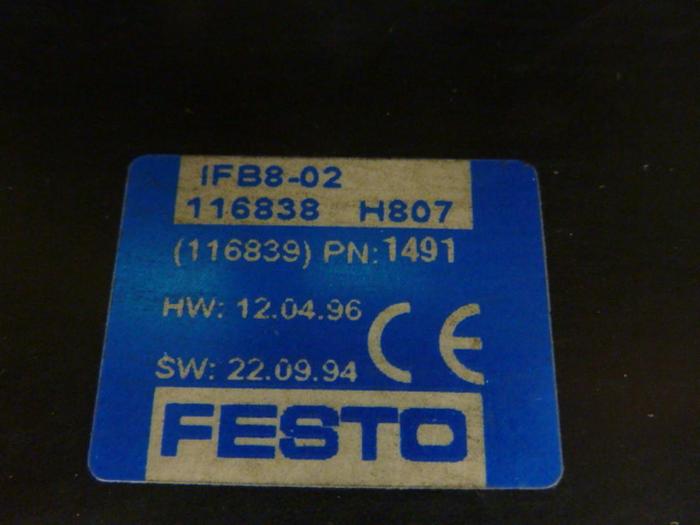 IFB8-02
116838 H807
(116839) PN:1491
HW: 12.04.96
SW: 22.09.94
CE
FESTO